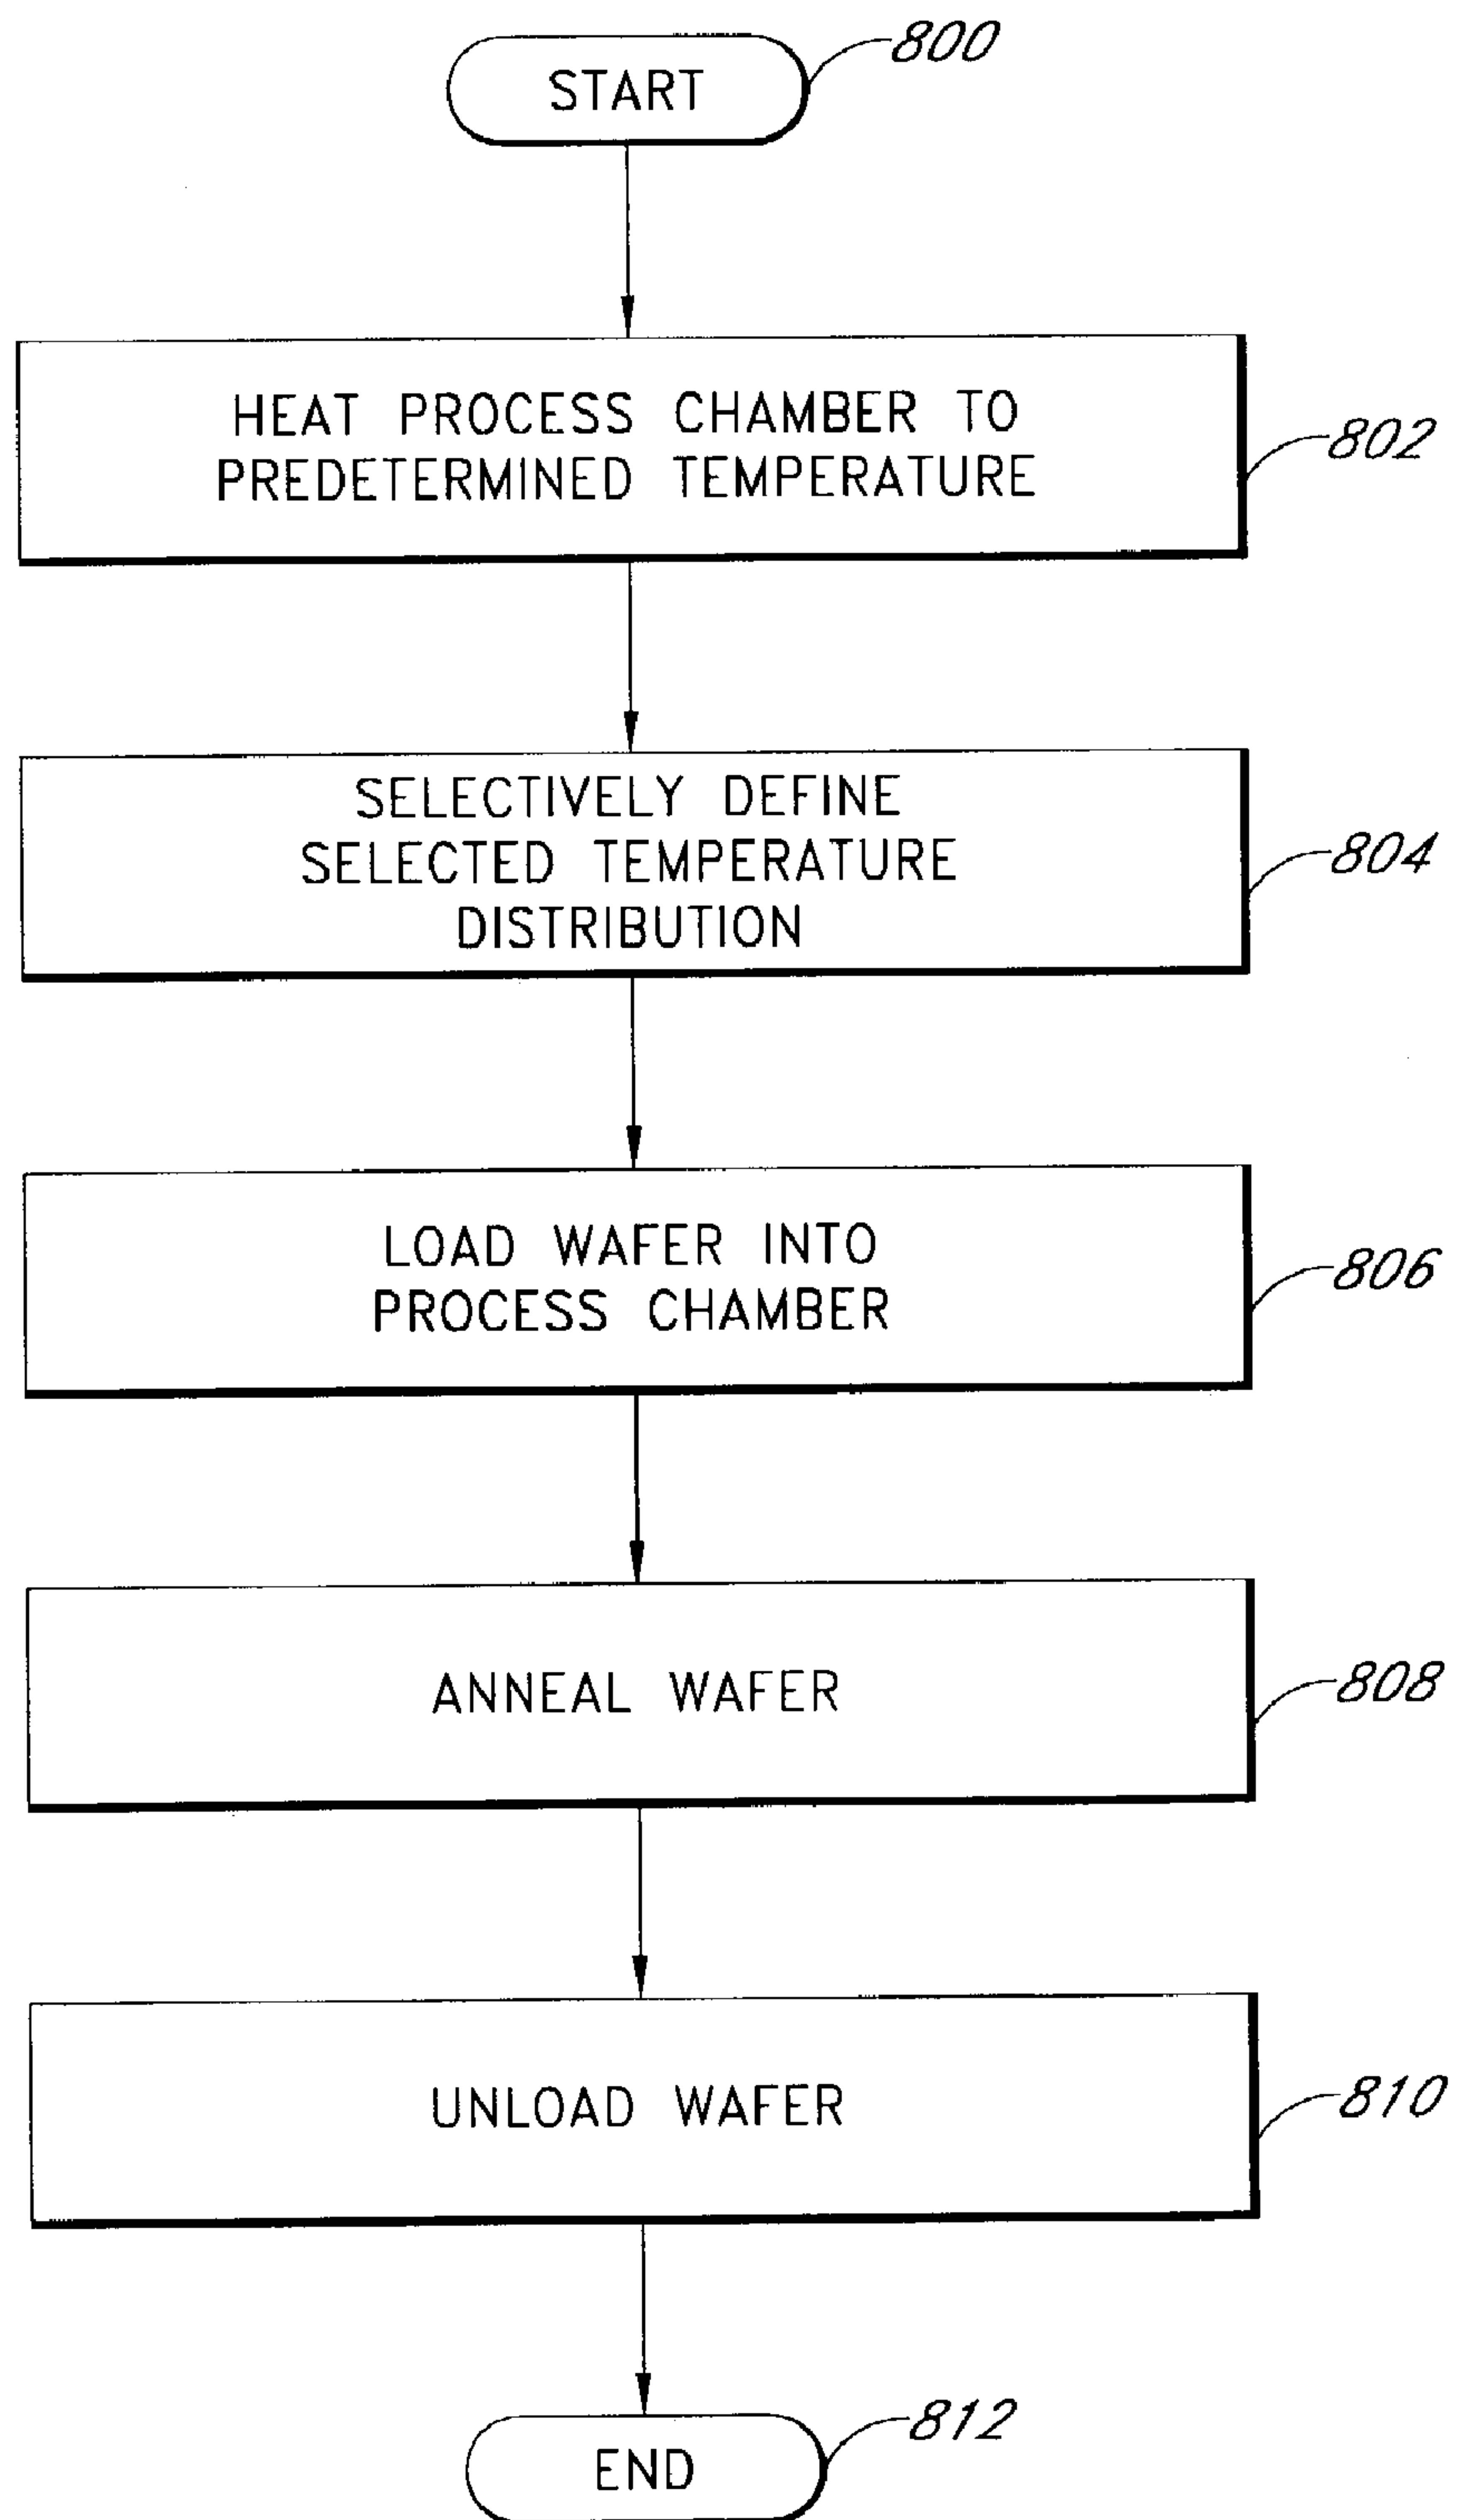 START
800
HEAT PROCESS CHAMBER TO
PREDETERMINED TEMPERATURE
802
SELECTIVELY DEFINE
SELECTED TEMPERATURE
DISTRIBUTION
804
LOAD WAFER INTO
PROCESS CHAMBER
806
ANNEAL WAFER
808
UNLOAD WAFER
810
END
812